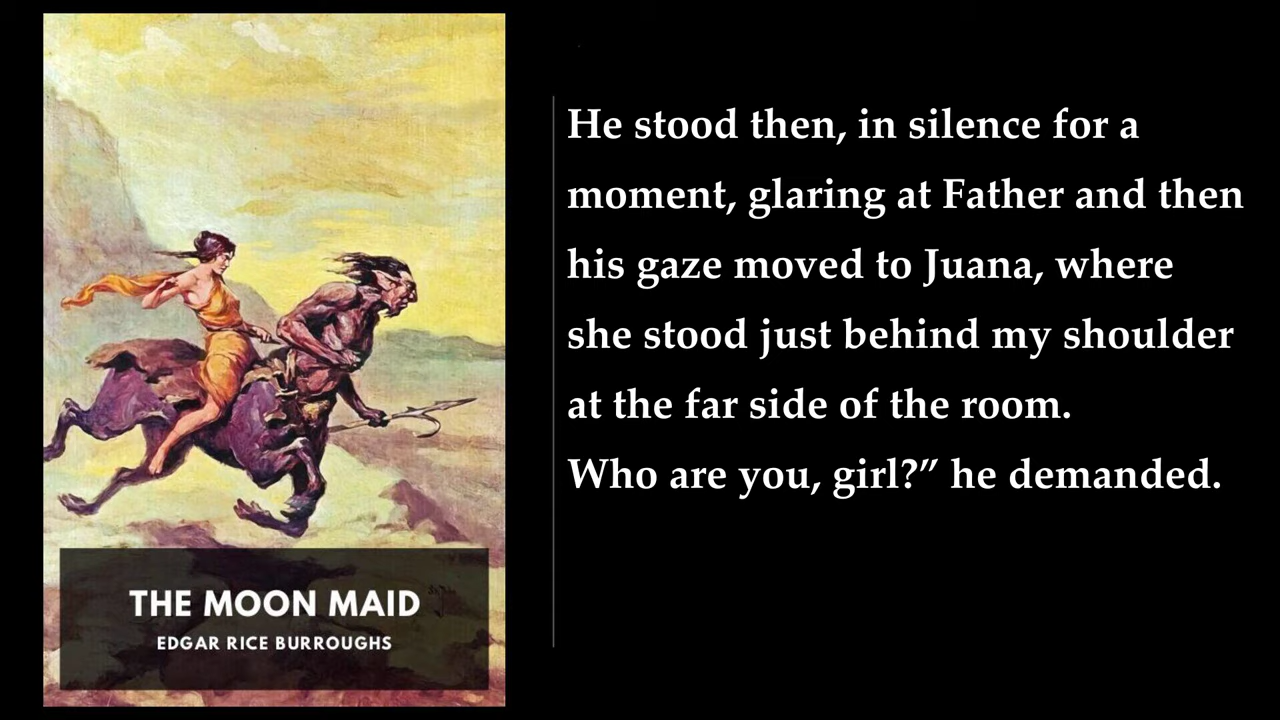 THE MOON MAID
EDGAR RICE BURROUGHS
He stood then, in silence for a
moment, glaring at Father and then
his gaze moved to Juana, where
she stood just behind my shoulder
at the far side of the room.
Who are you, girl?” he demanded.